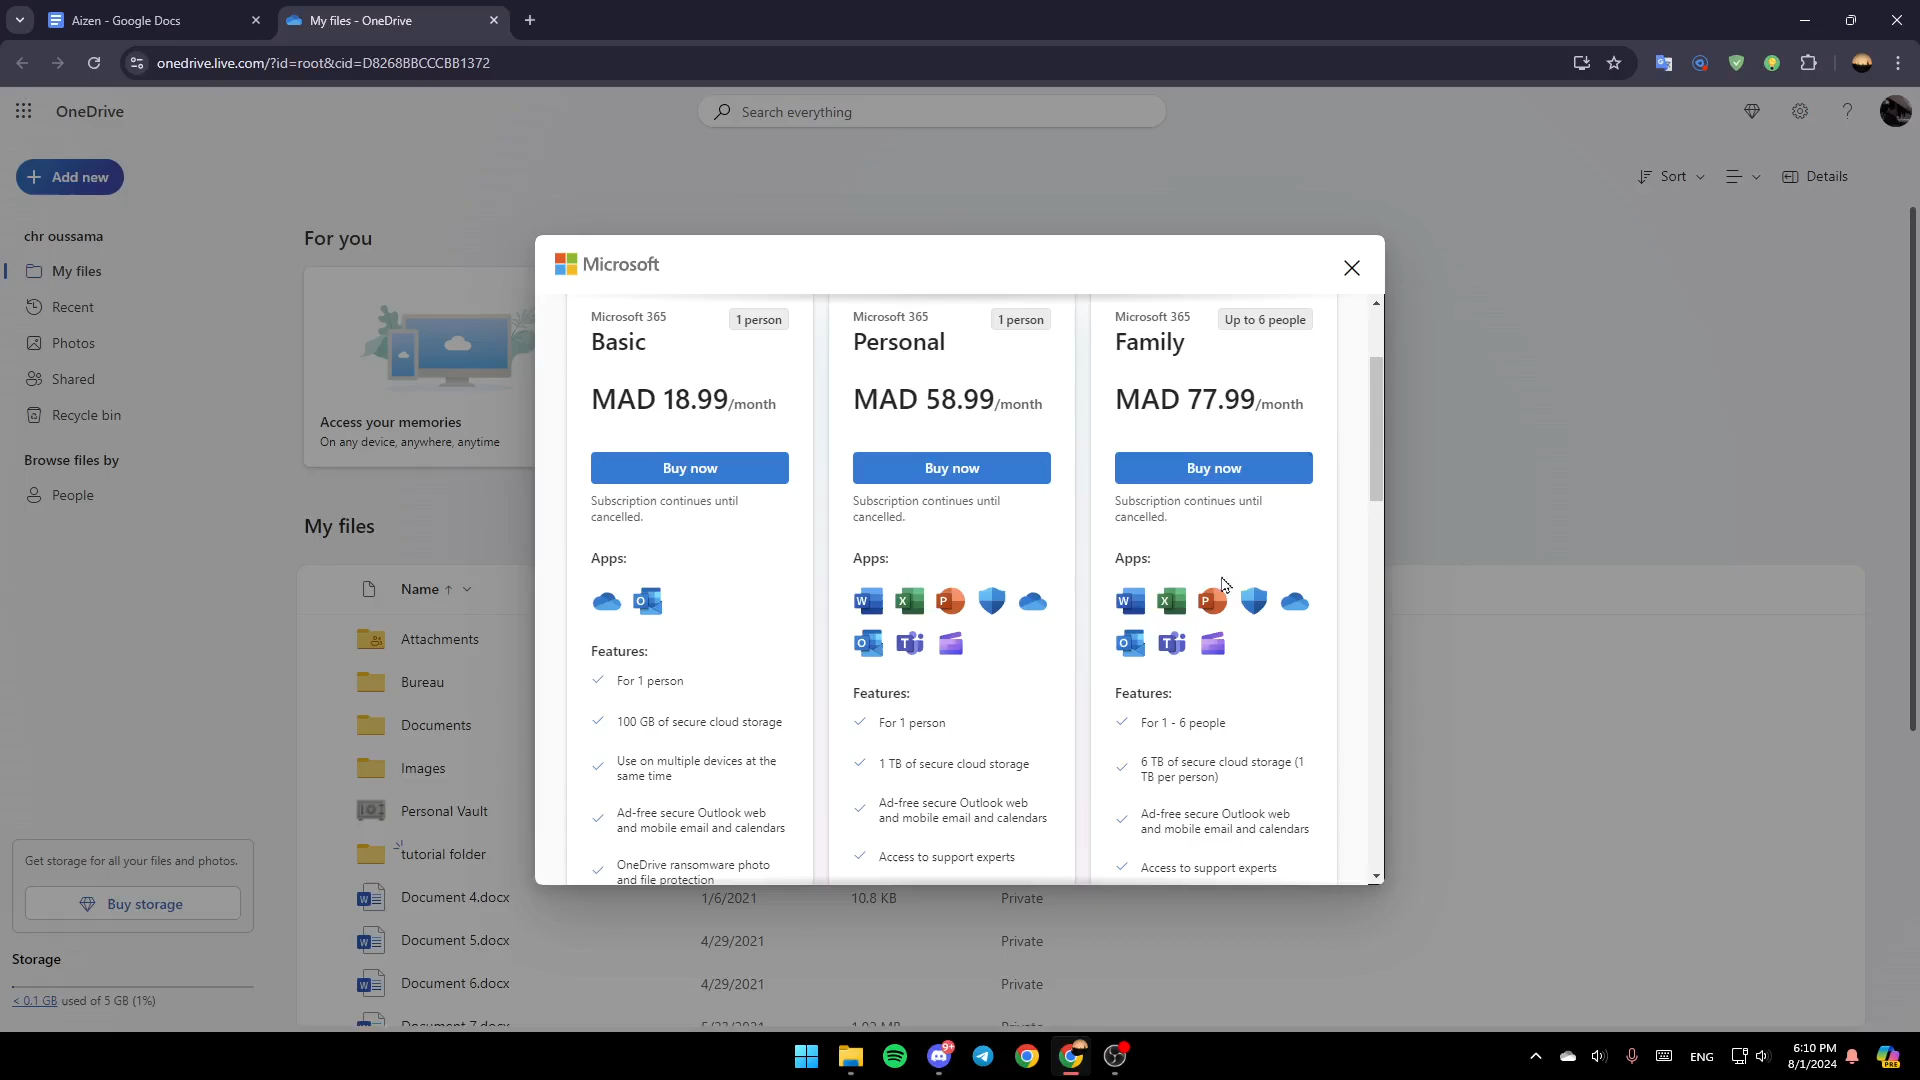 Aizen - Google Docs
My files - OneDrive
onedrive.live.com/?id=root&cid=D8268BBCCCBB1372
OneDrive
Search everything
Add new
Sort
Details
chr oussama
My files
Recent
Photos
Shared
Recycle bin
Browse files by
People
For you
Access your memories
On any device, anywhere, anytime
My files
Name
Attachments
Bureau
Documents
Images
Personal Vault
tutorial folder
Document 4.docx 1/6/2021 10.8 KB Private
Document 5.docx 4/29/2021 Private
Document 6.docx 4/29/2021 Private
Document 7.docx 1.02 MB Private
Get storage for all your files and photos.
Buy storage
Storage
< 0.1 GB used of 5 GB (1%)
Microsoft
Microsoft 365
1 person
Basic
MAD 18.99/month
Buy now
Subscription continues until
cancelled.
Apps:
Features:
For 1 person
100 GB of secure cloud storage
Use on multiple devices at the
same time
Ad-free secure Outlook web
and mobile email and calendars
OneDrive ransomware photo
and file protection
Microsoft 365
1 person
Personal
MAD 58.99/month
Buy now
Subscription continues until
cancelled.
Apps:
Features:
For 1 person
1 TB of secure cloud storage
Ad-free secure Outlook web
and mobile email and calendars
Access to support experts
Microsoft 365
Up to 6 people
Family
MAD 77.99/month
Buy now
Subscription continues until
cancelled.
Apps:
Features:
For 1 - 6 people
6 TB of secure cloud storage (1
TB per person)
Ad-free secure Outlook web
and mobile email and calendars
Access to support experts
9+
ENG
6:10 PM
8/1/2024
PRE